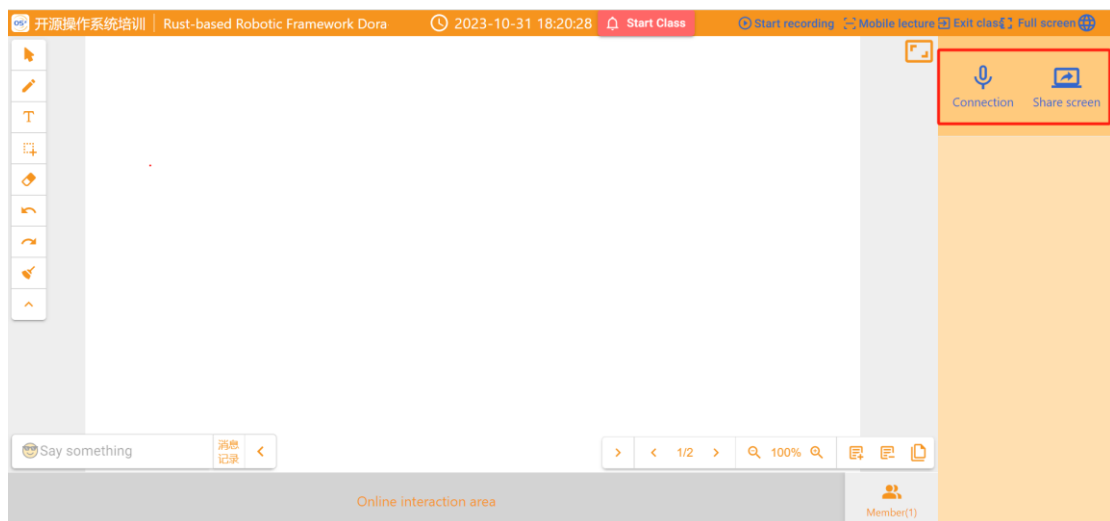 开源操作系统培训 Rust-based Robotic Framework Dora 2023-10-31 18:20:28 Start Class Start recording Mobile lecture Exit clas Full screen
Connection Share screen
T
Say something 消息 记录 1/2 100%
Online interaction area
Member(1)